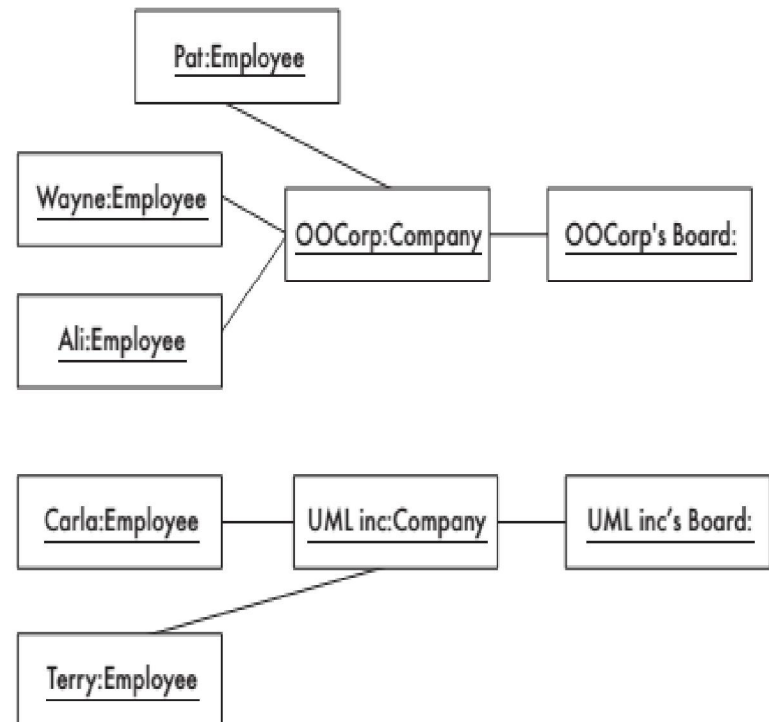 Pat:Employee
Wayne:Employee
OOCorp:Company
OOCorp's Board:
Ali:Employee
Carla:Employee
UML inc:Company
UML inc’s Board:
Terry:Employee